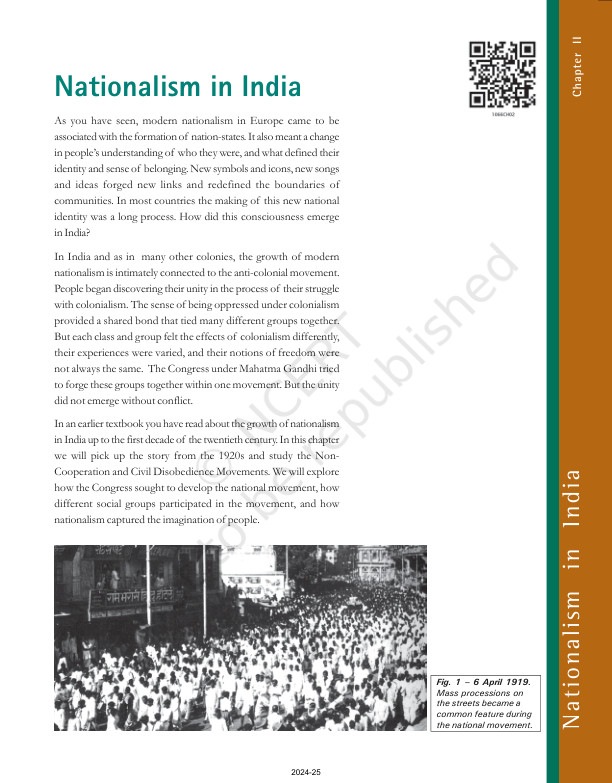 Chapter II
1066CH02
Nationalism in India
As you have seen, modern nationalism in Europe came to be
associated with the formation of nation-states. It also meant a change
in people's understanding of who they were, and what defined their
identity and sense of belonging. New symbols and icons, new songs
and ideas forged new links and redefined the boundaries of
communities. In most countries the making of this new national
identity was a long process. How did this consciousness emerge
in India?
In India and as in many other colonies, the growth of modern
nationalism is intimately connected to the anti-colonial movement.
People began discovering their unity in the process of their struggle
with colonialism. The sense of being oppressed under colonialism
provided a shared bond that tied many different groups together.
But each class and group felt the effects of colonialism differently,
their experiences were varied, and their notions of freedom were
not always the same. The Congress under Mahatma Gandhi tried
to forge these groups together within one movement. But the unity
did not emerge without conflict.
In an earlier textbook you have read about the growth of nationalism
in India up to the first decade of the twentieth century. In this chapter
we will pick up the story from the 1920s and study the Non-
Cooperation and Civil Disobedience Movements. We will explore
how the Congress sought to develop the national movement, how
different social groups participated in the movement, and how
nationalism captured the imagination of people.
© NCERT
to be republished
Fig. 1 – 6 April 1919.
Mass processions on
the streets became a
common feature during
the national movement.
Nationalism in India
2024-25